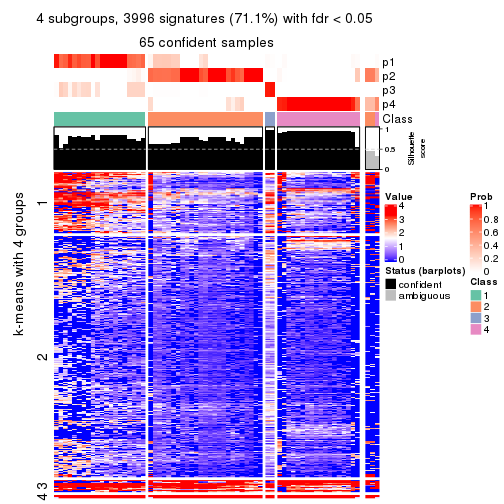 4 subgroups, 3996 signatures (71.1%) with fdr < 0.05
65 confident samples
p1
p2
p3
p4
Class
1
0.5
0
Silhouette
score
k-means with 4 groups
1
2
3
4
Value
4
3
2
1
0
Status (barplots)
confident
ambiguous
Prob
1
0.8
0.6
0.4
0.2
0
Class
1
2
3
4